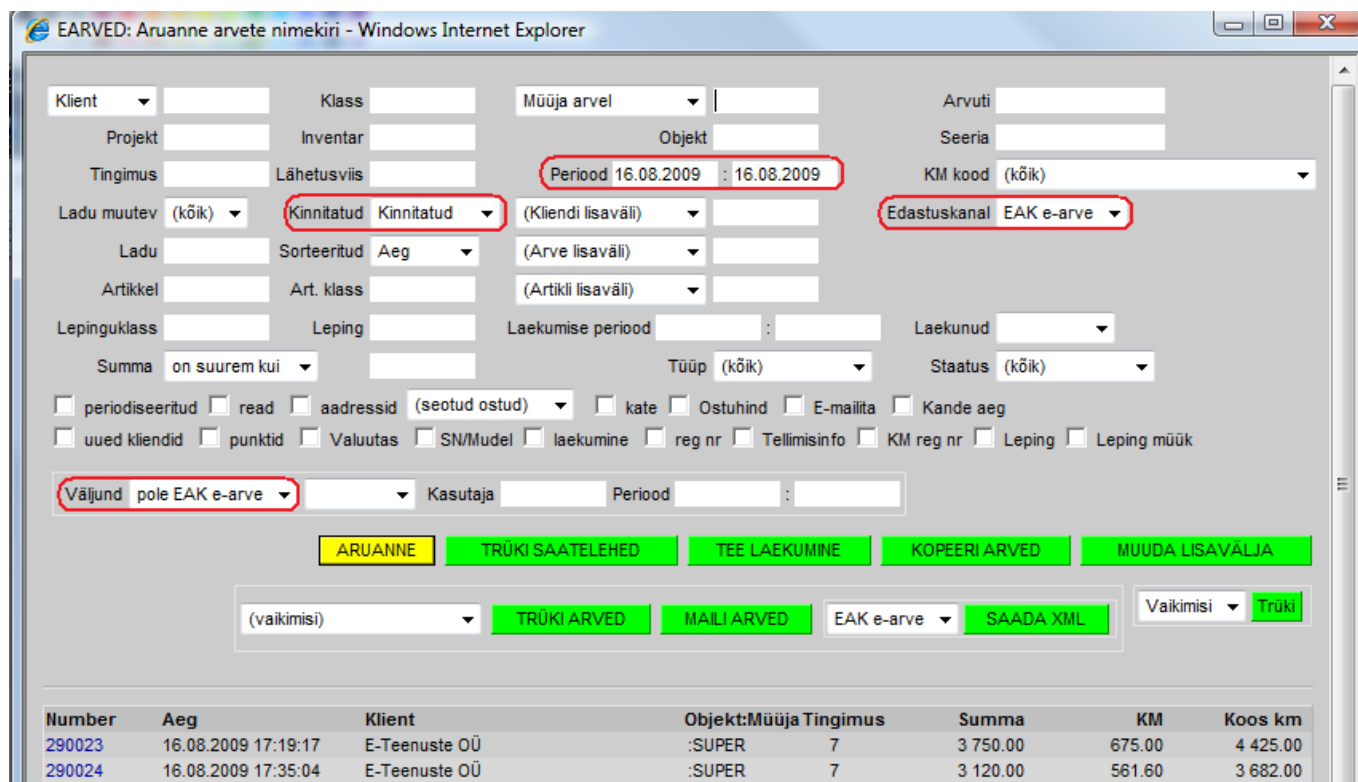 EARVED: Aruanne arvete nimekiri - Windows Internet Explorer
Klient Klass Müüja arvel Arvuti
Projekt Inventar Objekt Seeria
Tingimus Lähetusviis Periood 16.08.2009 : 16.08.2009 KM kood (kõik)
Ladu muutev (kõik) Kinnitatud Kinnitatud (Kliendi lisaväli) Edastuskanal EAK e-arve
Ladu Sorteeritud Aeg (Arve lisaväli)
Artikkel Art. klass (Artikli lisaväli)
Lepinguklass Leping Laekumise periood : Laekunud
Summa on suurem kui Tüüp (kõik) Staatus (kõik)
periodiseeritud read aadressid (seotud ostud) kate Ostuhind E-mailita Kande aeg
uued kliendid punktid Valuutas SN/Mudel laekumine reg nr Tellimisinfo KM reg nr Leping Leping müük
Väljund pole EAK e-arve Kasutaja Periood :
ARUANNE TRÜKI SAATELEHED TEE LAEKUMINE KOPEERI ARVED MUUDA LISAVÄLJA
(vaikimisi) TRÜKI ARVED MAILI ARVED EAK e-arve SAADA XML Vaikimisi Trüki
Number Aeg Klient Objekt:Müüja Tingimus Summa KM Koos km
290023 16.08.2009 17:19:17 E-Teenuste OÜ :SUPER 7 3 750.00 675.00 4 425.00
290024 16.08.2009 17:35:04 E-Teenuste OÜ :SUPER 7 3 120.00 561.60 3 682.00